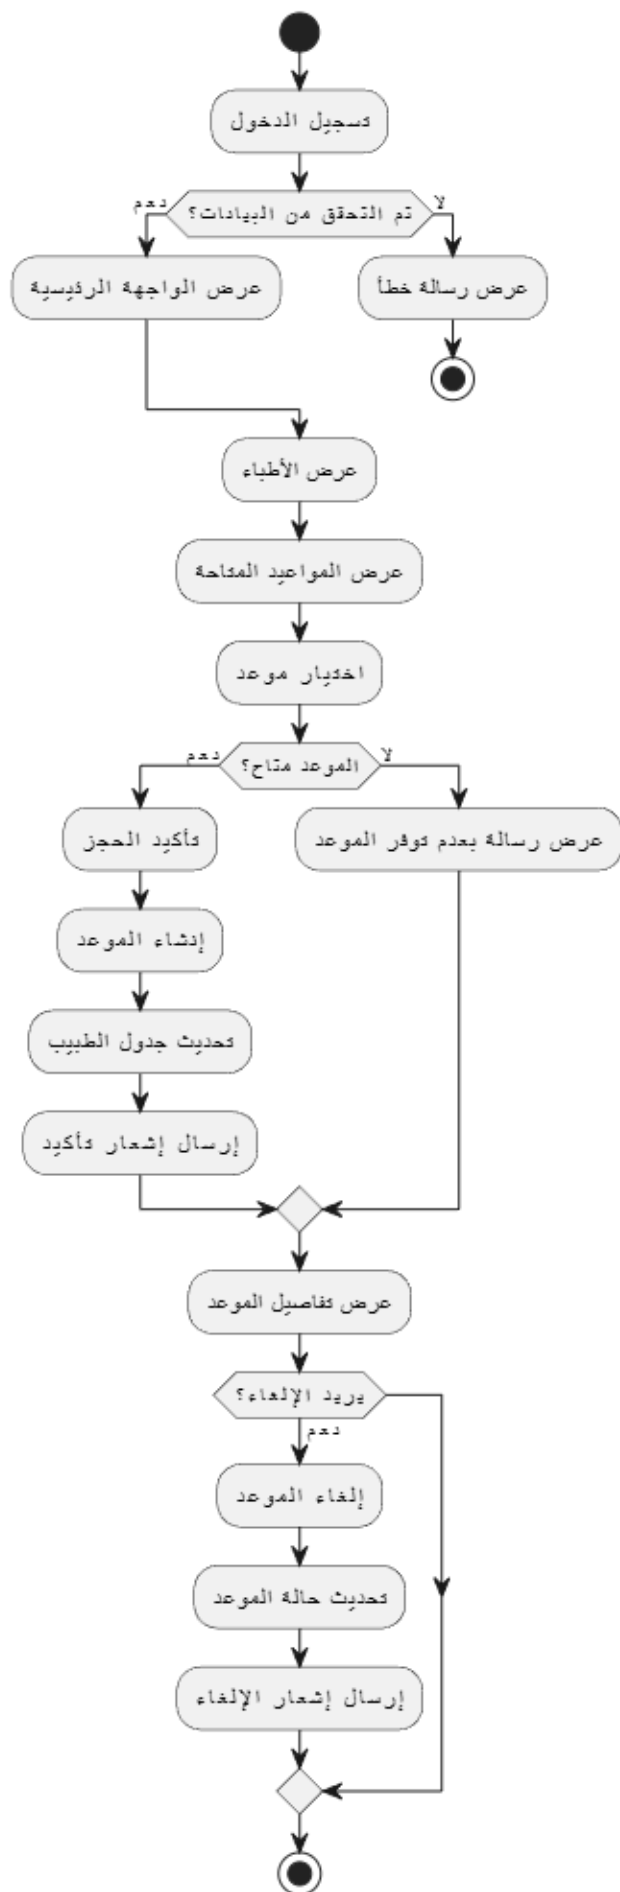 تسجيل الدخول
تم التحقق من البيانات؟
نعم
لا
عرض الواجهة الرئيسية
عرض رسالة خطأ
عرض الأطباء
عرض المواعيد المتاحة
اختيار موعد
الموعد متاح؟
نعم
لا
تأكيد الحجز
عرض رسالة بعدم توفر الموعد
إنشاء الموعد
تحديث جدول الطبيب
إرسال إشعار تأكيد
عرض تفاصيل الموعد
يريد الإلغاء؟
نعم
إلغاء الموعد
تحديث حالة الموعد
إرسال إشعار الإلغاء